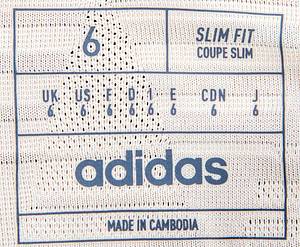 6
SLIM FIT
COUPE SLIM
UK US F D I E CDN J
6 6 6 6 6 6 6 6
adidas
MADE IN CAMBODIA